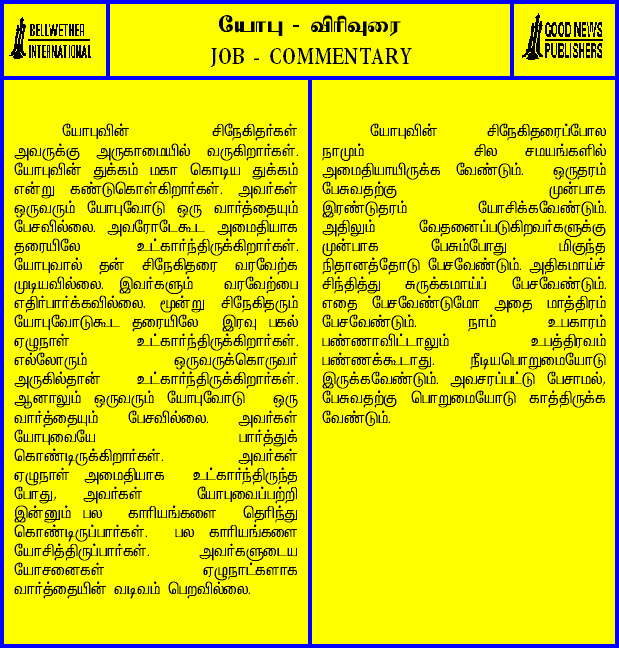 BELLWETHER
INTERNATIONAL
யோபு - விரிவுரை
JOB - COMMENTARY
GOOD NEWS
PUBLISHERS
யோபுவின் சிநேகிதர்கள்
அவருக்கு அருகாமையில் வருகிறார்கள்.
யோபுவின் துக்கம் மகா கொடிய துக்கம்
என்று கண்டுகொள்கிறார்கள். அவர்கள்
ஒருவரும் யோபுவோடு ஒரு வார்த்தையும்
பேசவில்லை. அவரோடேகூட அமைதியாக
தரையிலே உட்கார்ந்திருக்கிறார்கள்.
யோபுவால் தன் சிநேகிதரை வரவேற்க
முடியவில்லை. இவர்களும் வரவேற்பை
எதிர்பார்க்கவில்லை. மூன்று சிநேகிதரும்
யோபுவோடுகூட தரையிலே இரவு பகல்
ஏழுநாள் உட்கார்ந்திருக்கிறார்கள்.
எல்லோரும் ஒருவருக்கொருவர்
அருகில்தான் உட்கார்ந்திருக்கிறார்கள்.
ஆனாலும் ஒருவரும் யோபுவோடு ஒரு
வார்த்தையும் பேசவில்லை. அவர்கள்
யோபுவையே பார்த்துக்
கொண்டிருக்கிறார்கள். அவர்கள்
ஏழுநாள் அமைதியாக உட்கார்ந்திருந்த
போது, அவர்கள் யோபுவைப்பற்றி
இன்னும் பல காரியங்களை தெரிந்து
கொண்டிருப்பார்கள். பல காரியங்களை
யோசித்திருப்பார்கள். அவர்களுடைய
யோசனைகள் ஏழுநாட்களாக
வார்த்தையின் வடிவம் பெறவில்லை.
யோபுவின் சிநேகிதரைப்போல
நாமும் சில சமயங்களில்
அமைதியாயிருக்க வேண்டும். ஒருதரம்
பேசுவதற்கு முன்பாக
இரண்டுதரம் யோசிக்கவேண்டும்.
அதிலும் வேதனைப்படுகிறவர்களுக்கு
முன்பாக பேசும்போது மிகுந்த
நிதானத்தோடு பேசவேண்டும். அதிகமாய்ச்
சிந்தித்து சுருக்கமாய்ப் பேசவேண்டும்.
எதை பேசவேண்டுமோ அதை மாத்திரம்
பேசவேண்டும். நாம் உபகாரம்
பண்ணாவிட்டாலும் உபத்திரவம்
பண்ணக்கூடாது. நீடியபொறுமையோடு
இருக்கவேண்டும். அவசரப்பட்டு பேசாமல்,
பேசுவதற்கு பொறுமையோடு காத்திருக்க
வேண்டும்.